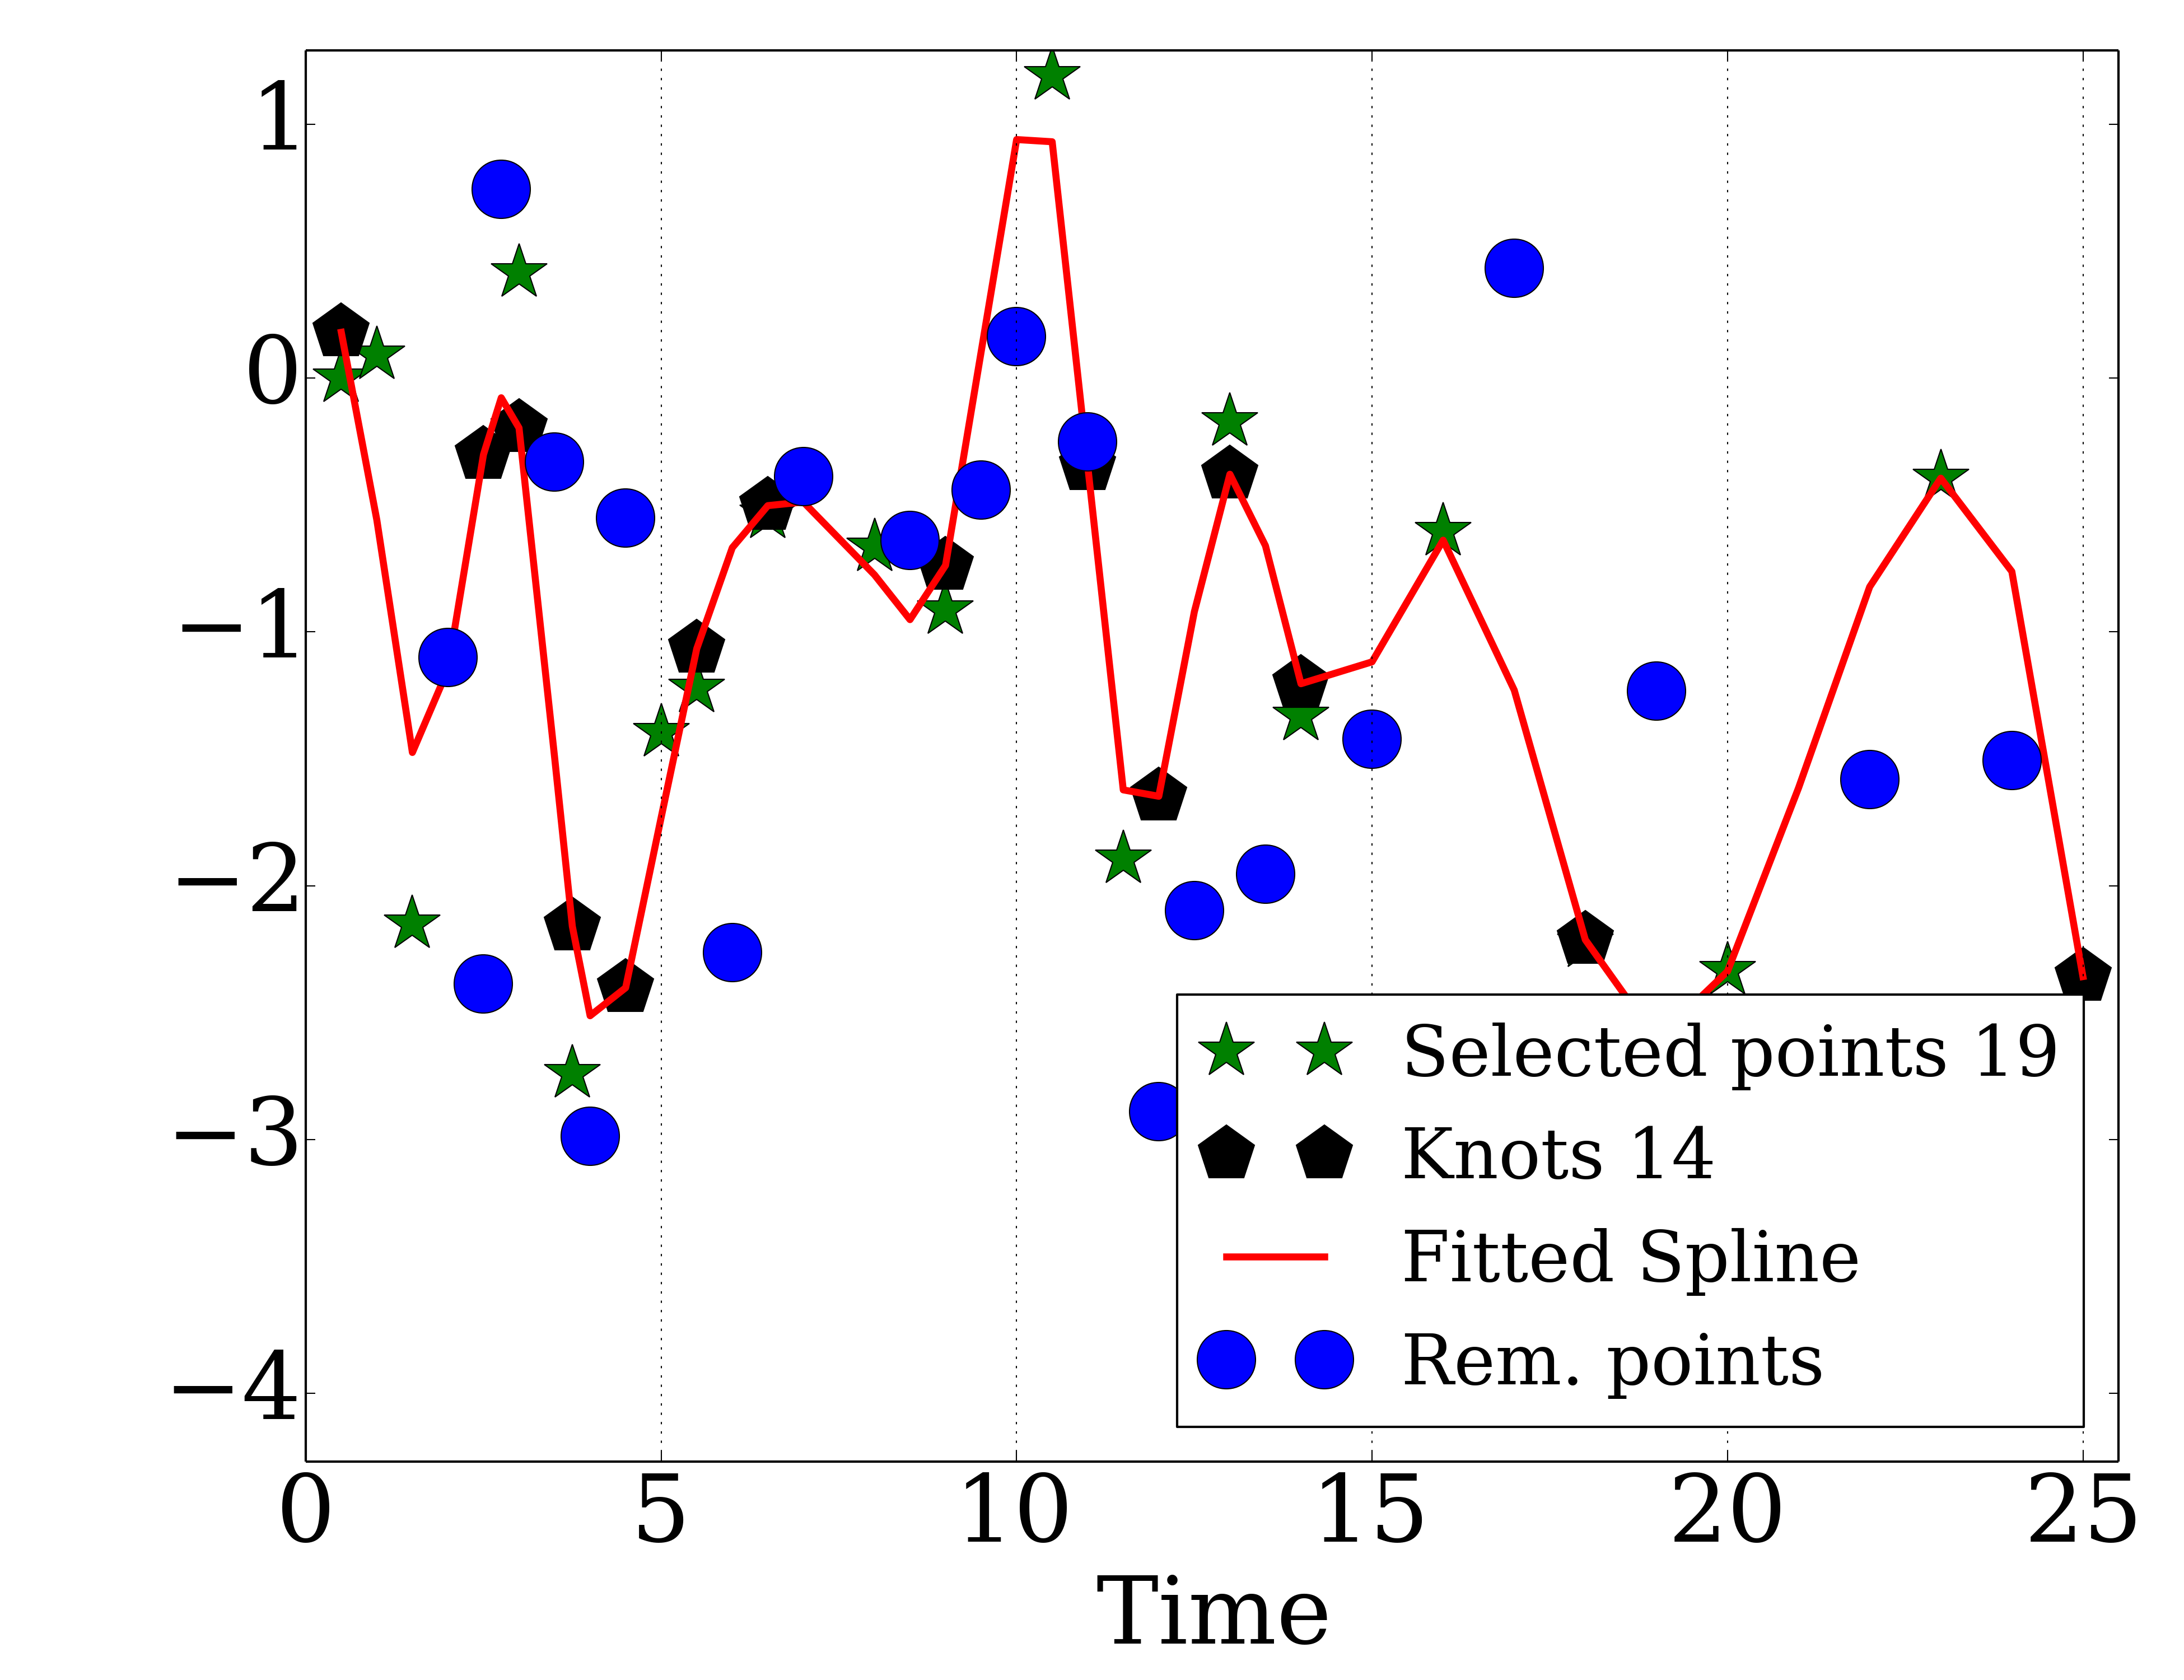 1
0
−1
−2
−3
−4
Selected points 19
Knots 14
Fitted Spline
Rem. points
0 5 10 15 20 25
Time